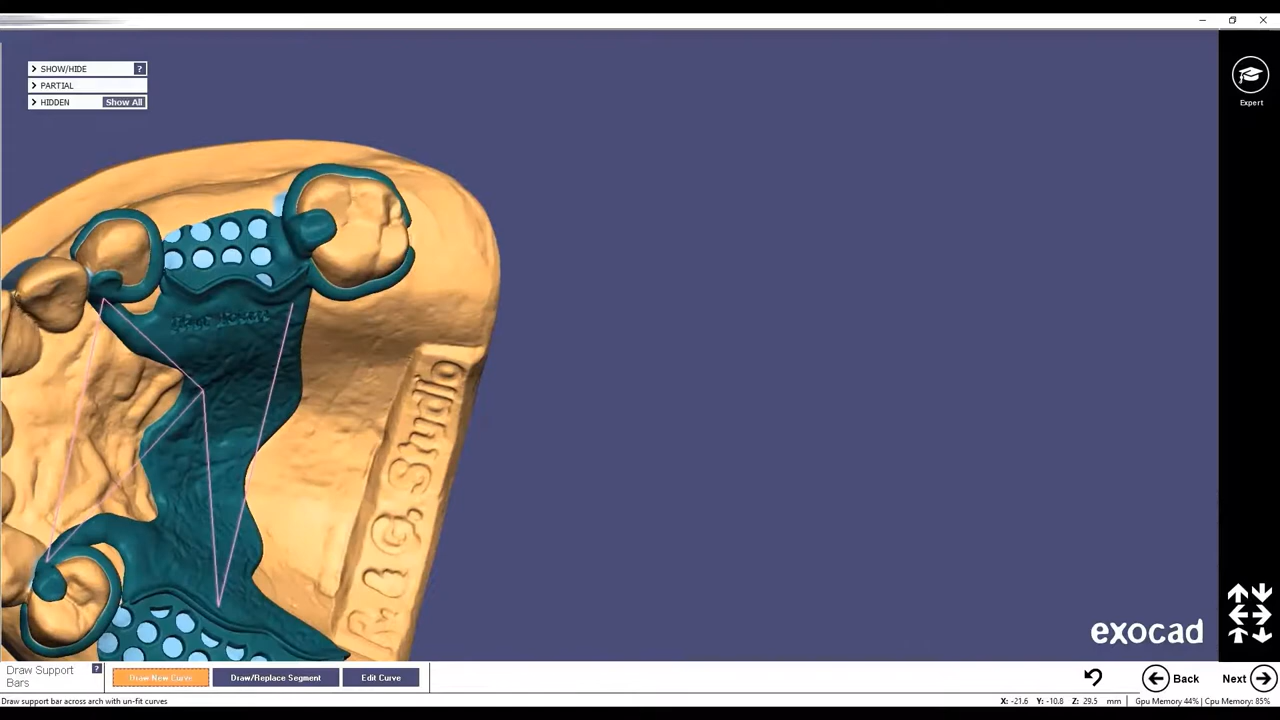 SHOW/HIDE ?
PARTIAL
HIDDEN Show All
Expert
R & Q. Studio
exocad
Draw Support Bars ?
Draw New Curve
Draw/Replace Segment
Edit Curve
Back
Next
Draw support bar across arch with un-fit curves
X: -21.6 Y: -10.8 Z: 29.5 mm
Gpu Memory 44% | Cpu Memory: 85%